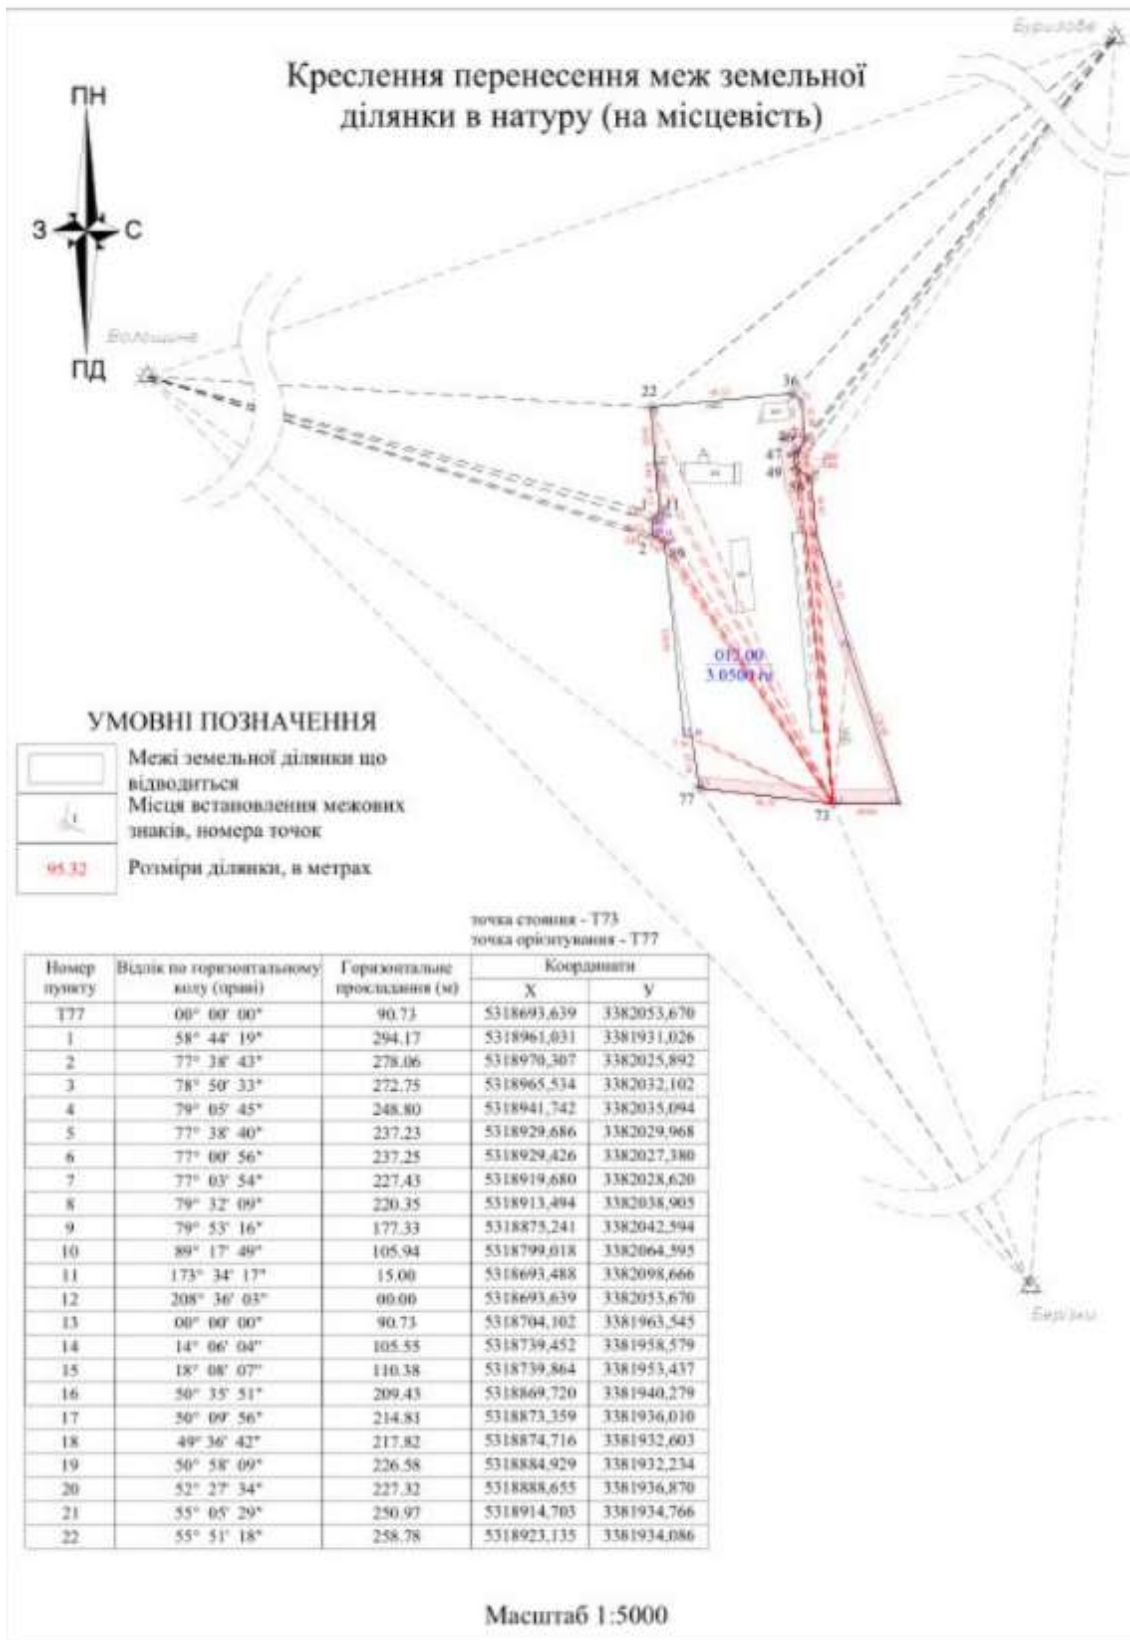 Бурилове
Креслення перенесення меж земельної
ділянки в натуру (на місцевість)
ПН
З
С
ПД
Волошине
22
36
47
49
1
11
2
012.00
3.0500 га
77
73
УМОВНІ ПОЗНАЧЕННЯ
Межі земельної ділянки що
відводиться
Місця встановлення межових
знаків, номера точок
1
95.32
Розміри ділянки, в метрах
точка стояння - Т73
точка орієнтування - Т77
Номер пункту Відлік по горизонтальному колу (праві) Горизонтальне прокладання (м) Координати
X У
Т77 00° 00' 00" 90.73 5318693,639 3382053,670
1 58° 44' 19" 294.17 5318961,031 3381931,026
2 77° 38' 43" 278.06 5318970,307 3382025,892
3 78° 50' 33" 272.75 5318965,534 3382032,102
4 79° 05' 45" 248.80 5318941,742 3382035,094
5 77° 38' 40" 237.23 5318929,686 3382029,968
6 77° 00' 56" 237.25 5318929,426 3382027,380
7 77° 03' 54" 227.43 5318919,680 3382028,620
8 79° 32' 09" 220.35 5318913,494 3382038,905
9 79° 53' 16" 177.33 5318875,241 3382042,594
10 89° 17' 49" 105.94 5318799,018 3382064,595
11 173° 34' 17" 15.00 5318693,488 3382098,666
12 208° 36' 03" 00.00 5318693,639 3382053,670
13 00° 00' 00" 90.73 5318704,102 3381963,545
14 14° 06' 04" 105.55 5318739,452 3381958,579
15 18° 08' 07" 110.38 5318739,864 3381953,437
16 50° 35' 51" 209.43 5318869,720 3381940,279
17 50° 09' 56" 214.81 5318873,359 3381936,010
18 49° 36' 42" 217.82 5318874,716 3381932,603
19 50° 58' 09" 226.58 5318884,929 3381932,234
20 52° 27' 34" 227.32 5318888,655 3381936,870
21 55° 05' 29" 250.97 5318914,703 3381934,766
22 55° 51' 18" 258.78 5318923,135 3381934,086
Берізки
Масштаб 1:5000